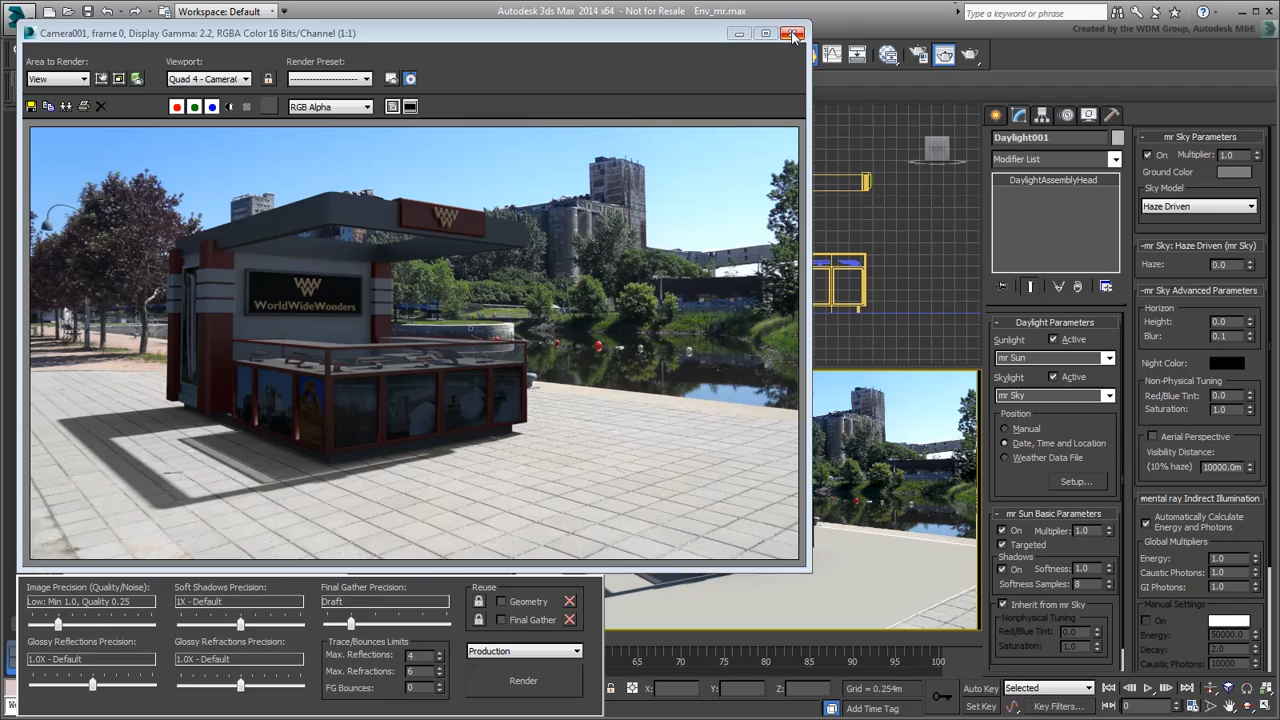 Workspace: Default
Autodesk 3ds Max 2014 x64 - Not for Resale Env_mr.max
Type a keyword or phrase
Created by the WDM Group, Autodesk M&E
Camera001, frame 0, Display Gamma: 2.2, RGBA Color 16 Bits/Channel (1:1)
Area to Render:
Viewport:
Render Preset:
View
Quad 4 - Camera(
RGB Alpha
WorldWideWonders
FRONT
Daylight001
Modifier List
DaylightAssemblyHead
- Daylight Parameters
Sunlight Active
mr Sun
Skylight Active
mr Sky
Position
Manual
Date, Time and Location
Weather Data File
Setup...
- mr Sun Basic Parameters
On Multiplier: 1.0
Targeted
Shadows
On Softness: 1.0
Softness Samples: 8
Inherit from mr Sky
Nonphysical Tuning
Red/Blue Tint: 0.0
Saturation: 1.0
- mr Sky Parameters
On Multiplier: 1.0
Ground Color
Sky Model
Haze Driven
- mr Sky: Haze Driven (mr Sky)
Haze: 0.0
- mr Sky Advanced Parameters
Horizon
Height: 0.0
Blur: 0.1
Night Color:
Non-Physical Tuning
Red/Blue Tint: 0.0
Saturation: 1.0
Aerial Perspective
Visibility Distance:
(10% haze) 10000.0m
mental ray Indirect Illumination
Automatically Calculate
Energy and Photons
Global Multipliers
Energy: 1.0
Caustic Photons: 1.0
GI Photons: 1.0
Manual Settings
On
Energy: 50000.0
Decay: 2.0
Caustic Photons: 10000
Image Precision (Quality/Noise):
Low: Min 1.0, Quality 0.25
Soft Shadows Precision:
1X - Default
Final Gather Precision:
Draft
Glossy Reflections Precision:
1.0X - Default
Glossy Refractions Precision:
1.0X - Default
Trace/Bounces Limits
Max. Reflections: 4
Max. Refractions: 6
FG Bounces: 0
Reuse
Geometry
Final Gather
Production
Render
65 70 75 80 85 90 95 100
X: Y: Z: Grid = 0.254m
Add Time Tag
Auto Key Selected
Set Key Key Filters... 0